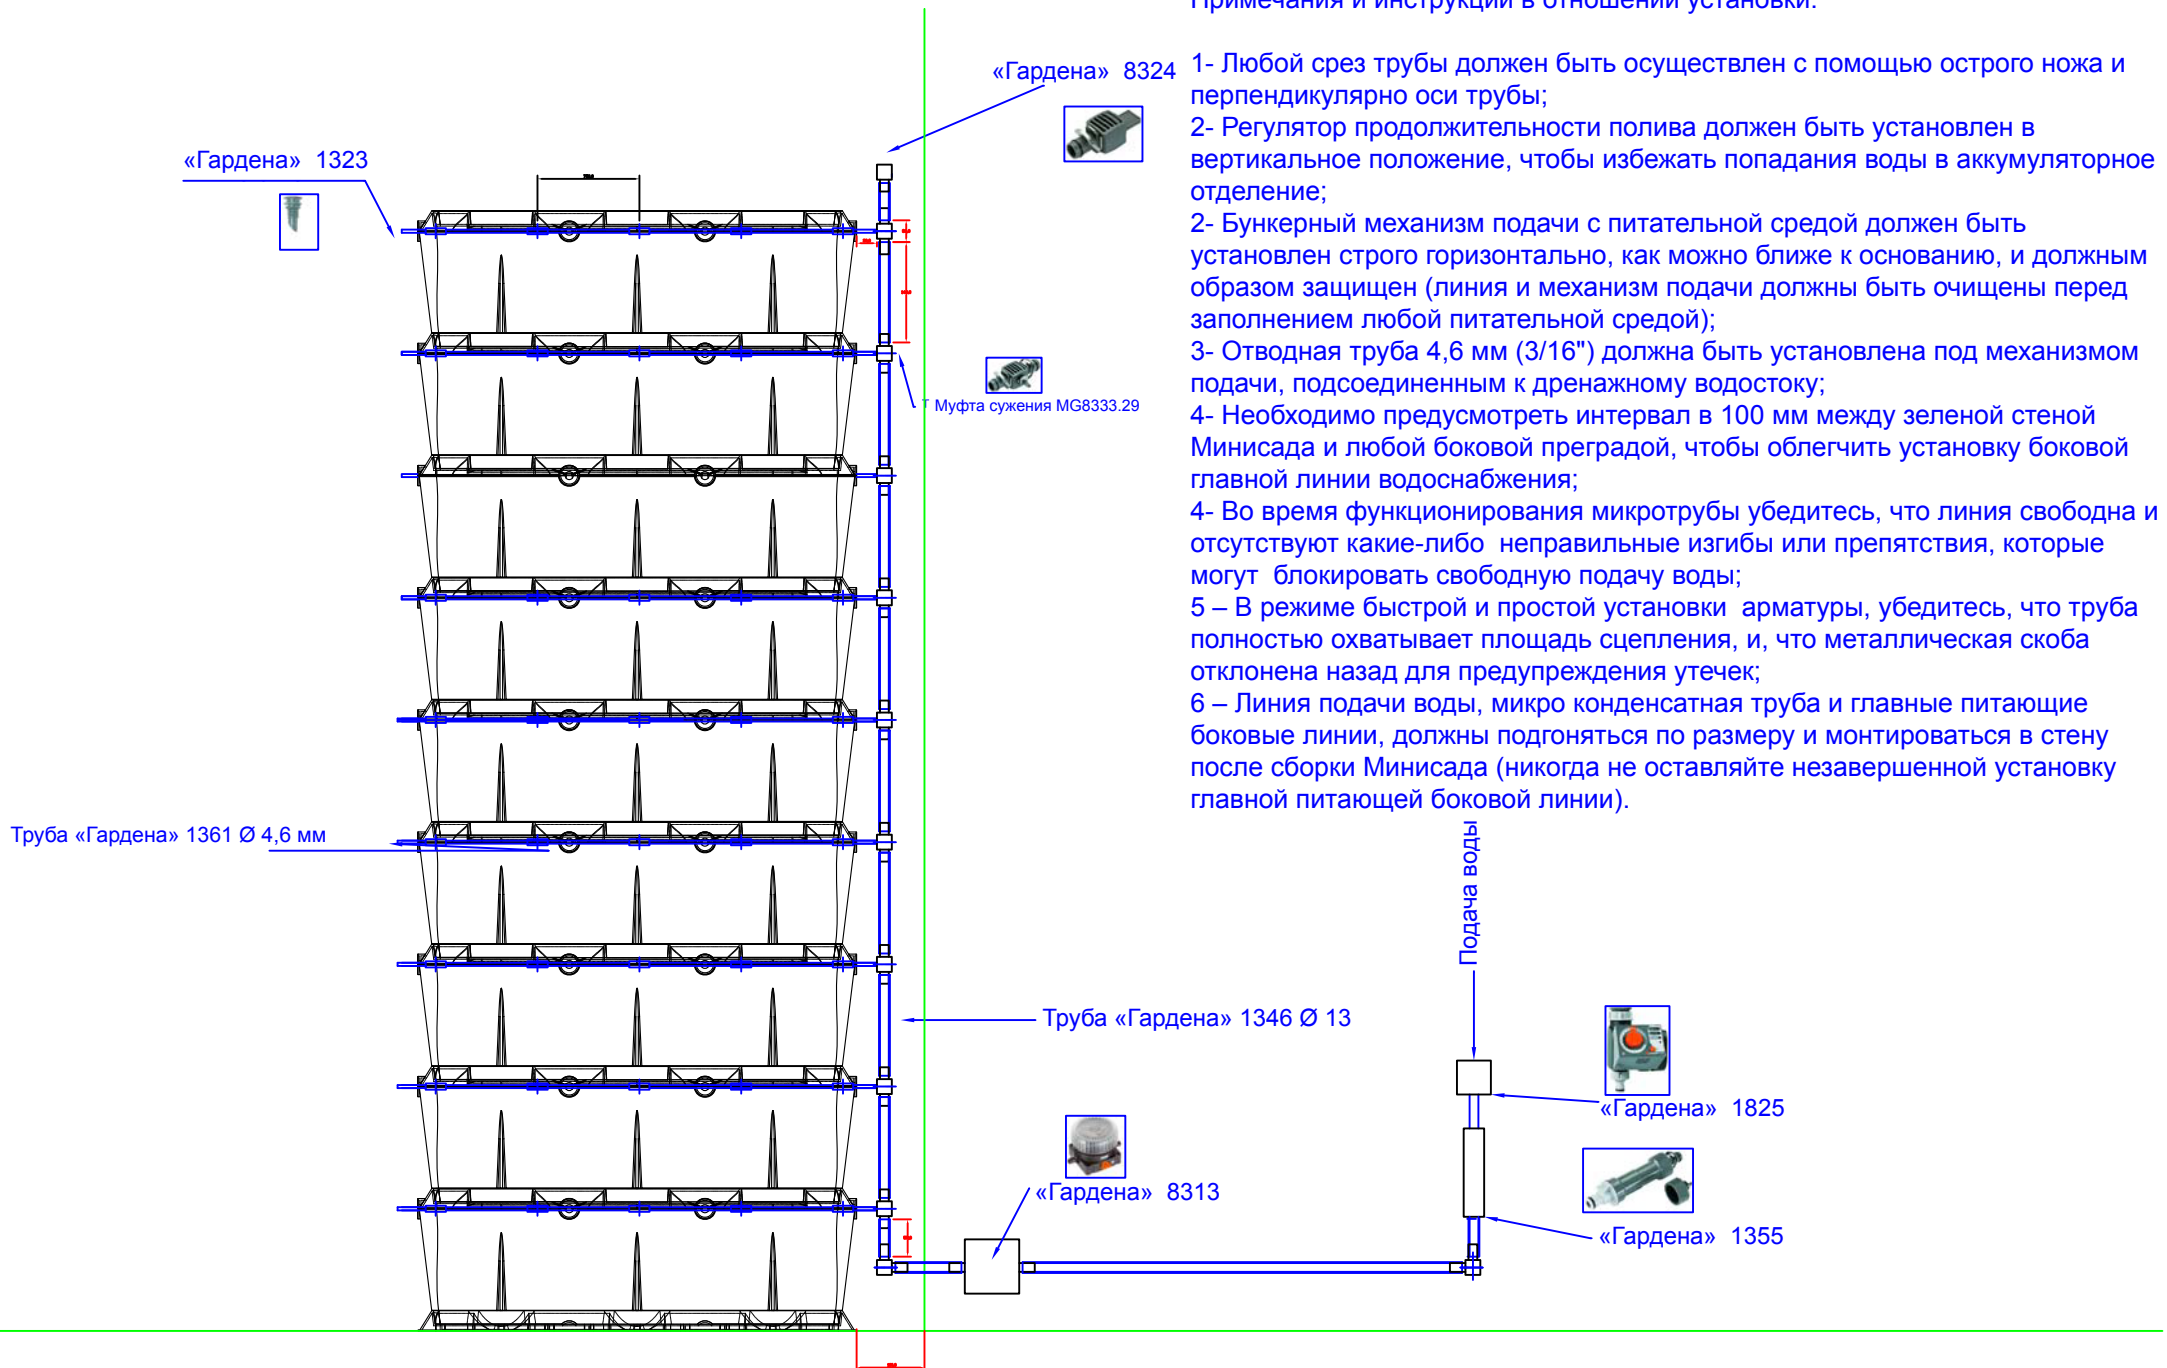 Примечания и инструкции в отношении установки:
1- Любой срез трубы должен быть осуществлен с помощью острого ножа и
перпендикулярно оси трубы;
2- Регулятор продолжительности полива должен быть установлен в
вертикальное положение, чтобы избежать попадания воды в аккумуляторное
отделение;
2- Бункерный механизм подачи с питательной средой должен быть
установлен строго горизонтально, как можно ближе к основанию, и должным
образом защищен (линия и механизм подачи должны быть очищены перед
заполнением любой питательной средой);
3- Отводная труба 4,6 мм (3/16") должна быть установлена под механизмом
подачи, подсоединенным к дренажному водостоку;
4- Необходимо предусмотреть интервал в 100 мм между зеленой стеной
Минисада и любой боковой преградой, чтобы облегчить установку боковой
главной линии водоснабжения;
4- Во время функционирования микротрубы убедитесь, что линия свободна и
отсутствуют какие-либо неправильные изгибы или препятствия, которые
могут блокировать свободную подачу воды;
5 – В режиме быстрой и простой установки арматуры, убедитесь, что труба
полностью охватывает площадь сцепления, и, что металлическая скоба
отклонена назад для предупреждения утечек;
6 – Линия подачи воды, микро конденсатная труба и главные питающие
боковые линии, должны подгоняться по размеру и монтироваться в стену
после сборки Минисада (никогда не оставляйте незавершенной установку
главной питающей боковой линии).
«Гардена» 8324
«Гардена» 1323
Т Муфта сужения MG8333.29
Труба «Гардена» 1361 Ø 4,6 мм
Подача воды
Труба «Гардена» 1346 Ø 13
«Гардена» 1825
«Гардена» 8313
«Гардена» 1355